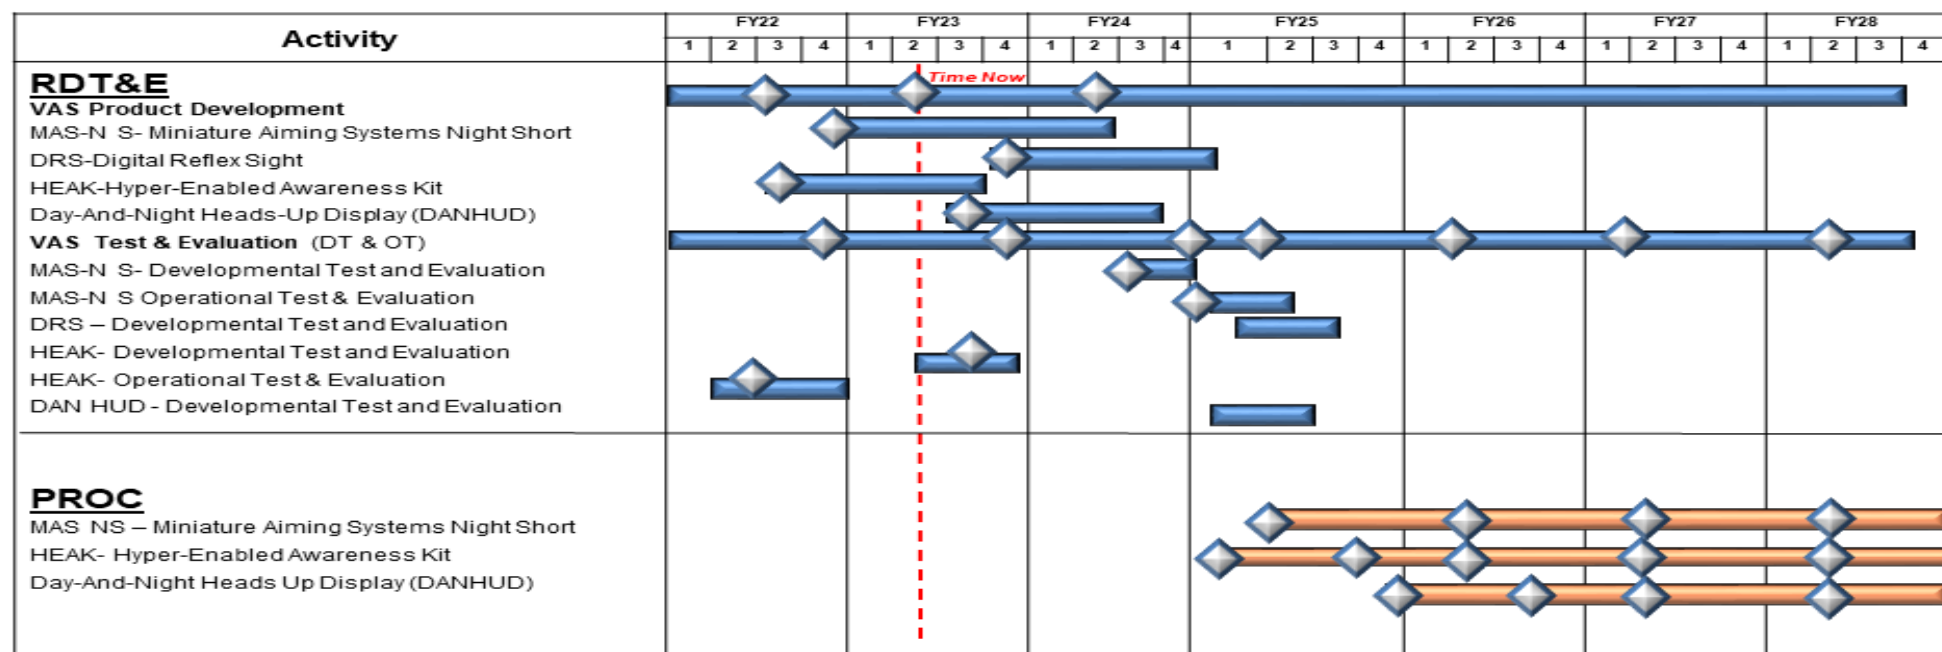 Activity
FY22 FY23 FY24 FY25 FY26 FY27 FY28
1 2 3 4 1 2 3 4 1 2 3 4 1 2 3 4 1 2 3 4 1 2 3 4 1 2 3 4
Time Now
RDT&E
VAS Product Development
MAS-N S- Miniature Aiming Systems Night Short
DRS-Digital Reflex Sight
HEAK-Hyper-Enabled Awareness Kit
Day-And-Night Heads-Up Display (DANHUD)
VAS Test & Evaluation (DT & OT)
MAS-N S- Developmental Test and Evaluation
MAS-N S Operational Test & Evaluation
DRS – Developmental Test and Evaluation
HEAK- Developmental Test and Evaluation
HEAK- Operational Test & Evaluation
DAN HUD - Developmental Test and Evaluation
PROC
MAS NS – Miniature Aiming Systems Night Short
HEAK- Hyper-Enabled Awareness Kit
Day-And-Night Heads Up Display (DANHUD)